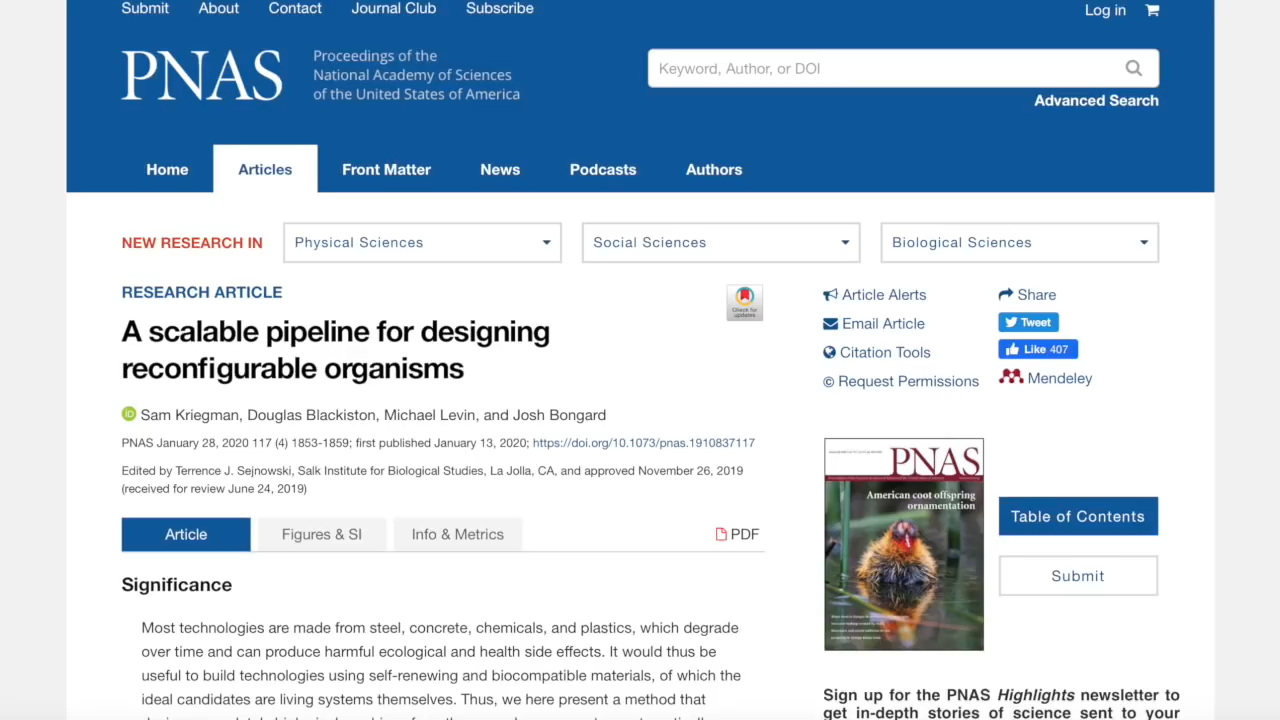 Submit About Contact Journal Club Subscribe Log in
PNAS
Proceedings of the
National Academy of Sciences
of the United States of America
Keyword, Author, or DOI
Advanced Search
Home Articles Front Matter News Podcasts Authors
NEW RESEARCH IN Physical Sciences Social Sciences Biological Sciences
RESEARCH ARTICLE
Check for
updates
A scalable pipeline for designing
reconfigurable organisms
iD Sam Kriegman, Douglas Blackiston, Michael Levin, and Josh Bongard
PNAS January 28, 2020 117 (4) 1853-1859; first published January 13, 2020; https://doi.org/10.1073/pnas.1910837117
Edited by Terrence J. Sejnowski, Salk Institute for Biological Studies, La Jolla, CA, and approved November 26, 2019
(received for review June 24, 2019)
Article Figures & SI Info & Metrics PDF
Significance
Most technologies are made from steel, concrete, chemicals, and plastics, which degrade
over time and can produce harmful ecological and health side effects. It would thus be
useful to build technologies using self-renewing and biocompatible materials, of which the
ideal candidates are living systems themselves. Thus, we here present a method that
Article Alerts
Email Article
Citation Tools
© Request Permissions
Share
Tweet
Like 407
Mendeley
PNAS
American coot offspring
ornamentation
Table of Contents
Submit
Sign up for the PNAS Highlights newsletter to
get in-depth stories of science sent to your